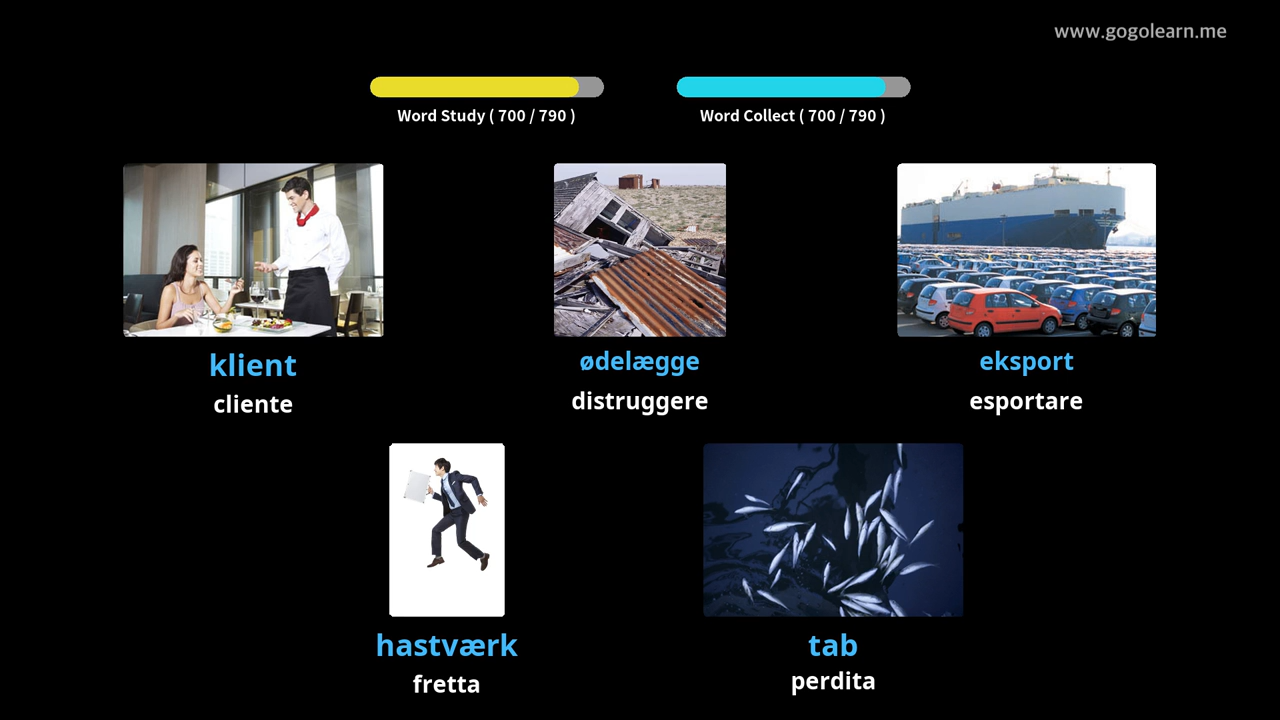 www.gogolearn.me
Word Study ( 700 / 790 )
Word Collect ( 700 / 790 )
klient
cliente
ødelægge
distruggere
eksport
esportare
hastværk
fretta
tab
perdita